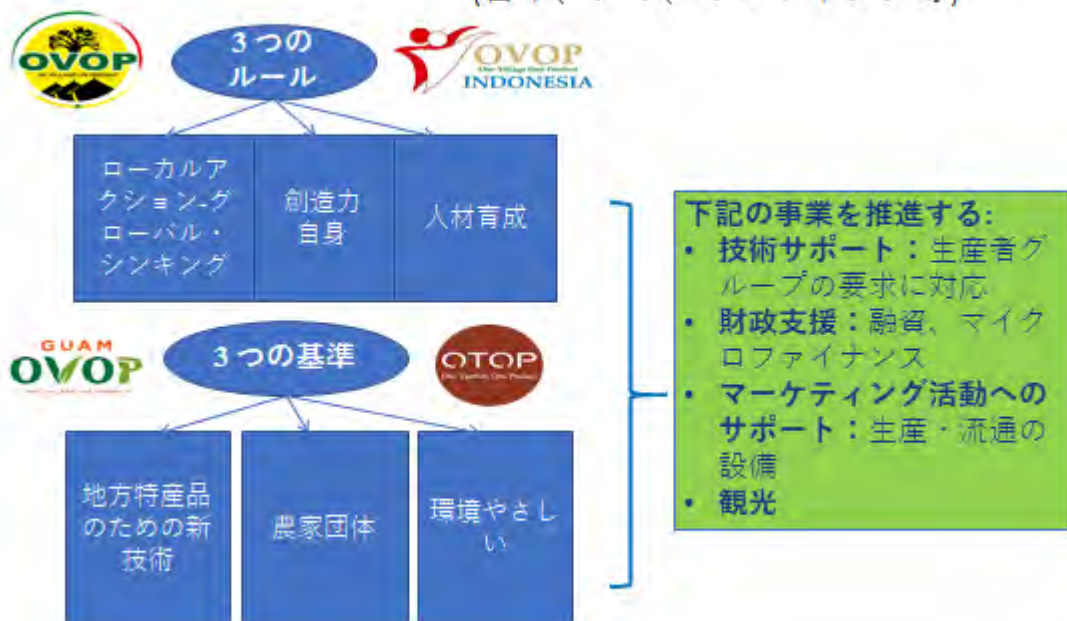 OVOP
3つの
ルール
OVOP
One Village One Product
INDONESIA
ローカルア
クション-グ
ローバル・
シンキング
創造力
自身
人材育成
GUAM
OVOP
3つの基準
OTOP
地方特産品
のための新
技術
農家団体
環境やさし
い
下記の事業を推進する:
• 技術サポート：生産者グ
ループの要求に対応
• 財政支援：融資、マイク
ロファイナンス
• マーケティング活動への
サポート：生産・流通の
設備
• 観光